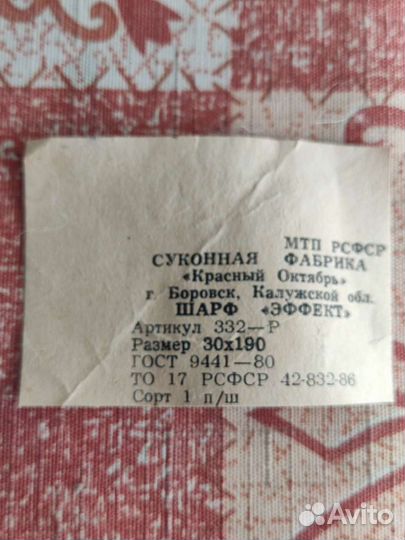 МТП РСФСР
СУКОННАЯ ФАБРИКА
«Красный Октябрь»
г. Боровск, Калужской обл.
ШАРФ «ЭФФЕКТ»
Артикул 332—Р
Размер 30х190
ГОСТ 9441—80
ТО 17 РСФСР 42-832-86
Сорт 1 п/ш
Avito